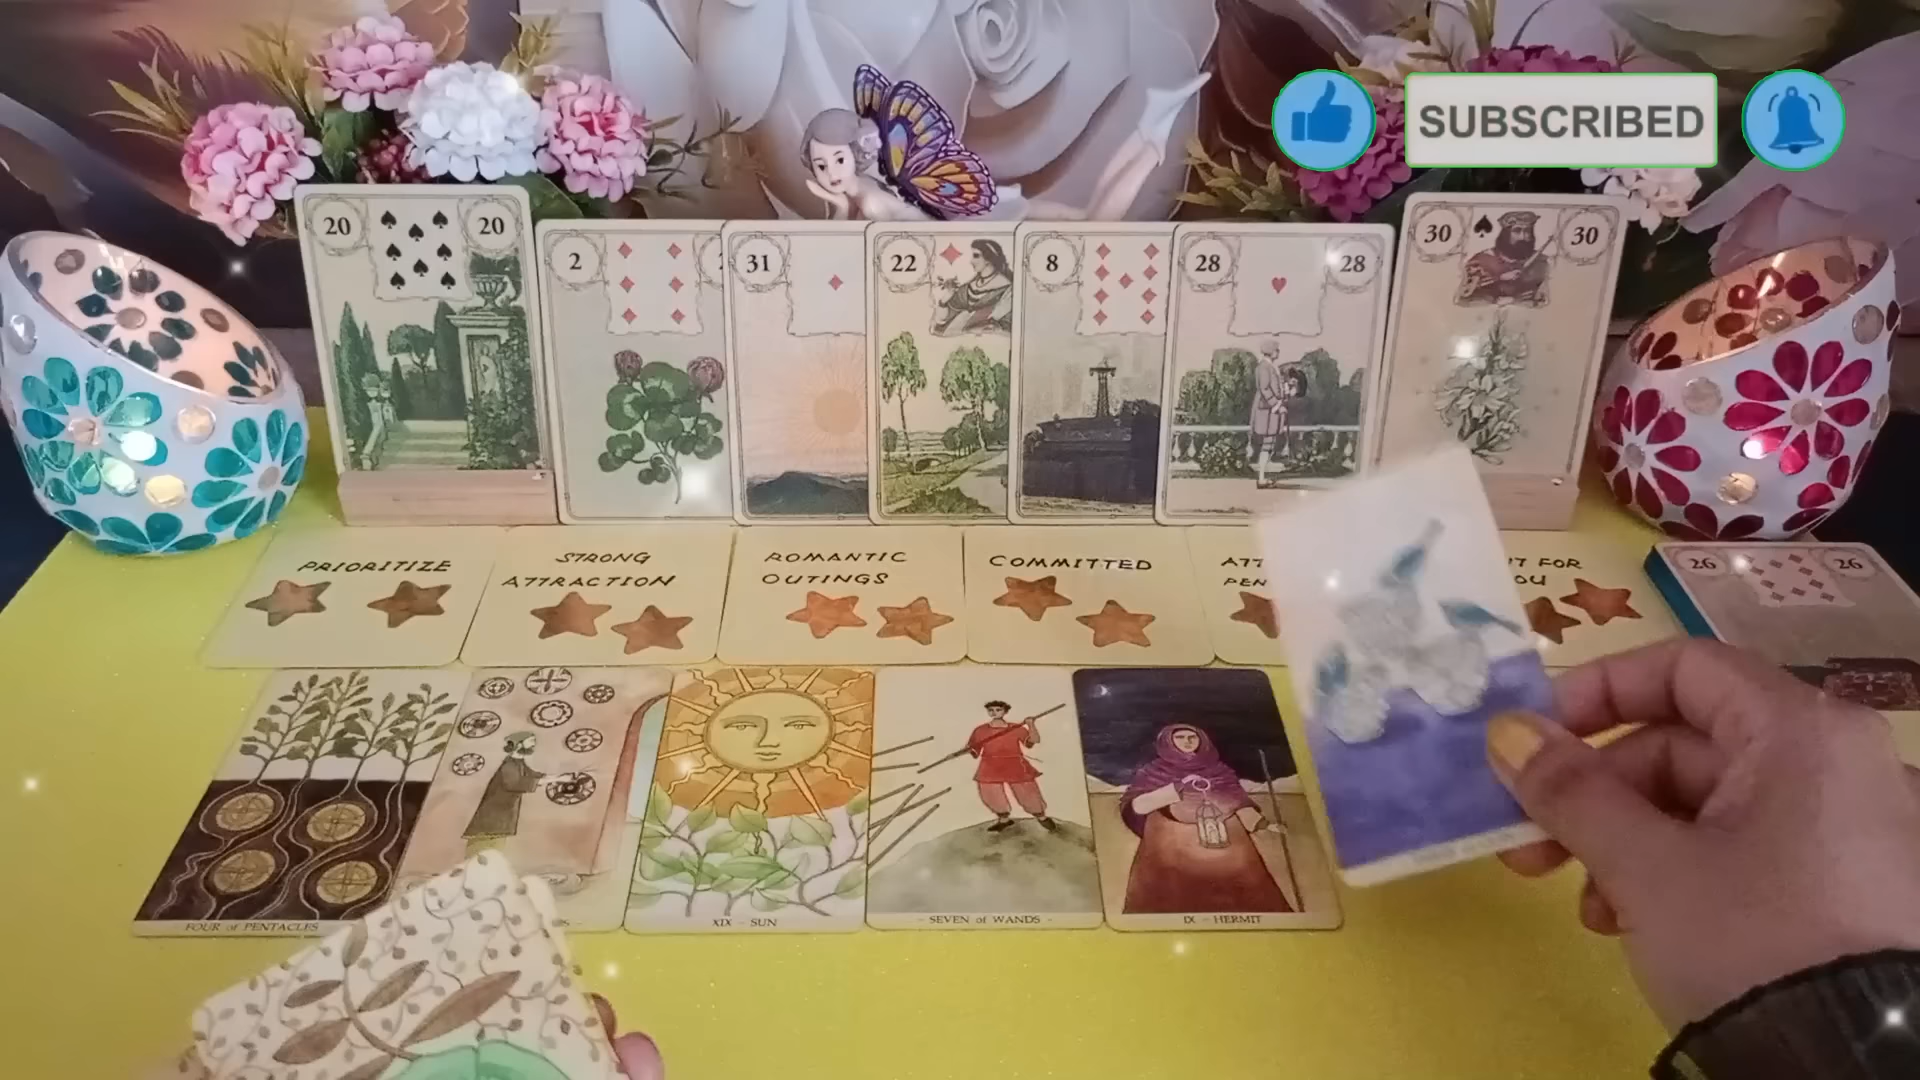 SUBSCRIBED
20 20
2
31
22
8
28 28
30 30
26 26
PRIORITIZE
STRONG
ATTRACTION
ROMANTIC
OUTINGS
COMMITTED
FOR
XIX - SUN
- SEVEN of WANDS -
IX - HERMIT
FOUR of PENTACLES